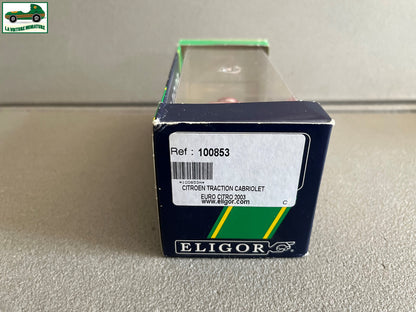 LA VOITURE MINIATURE
Ref : 100853
*100853*
CITROEN TRACTION CABRIOLET
EURO CITRO 2003
www.eligor.com
C
ELIGOR